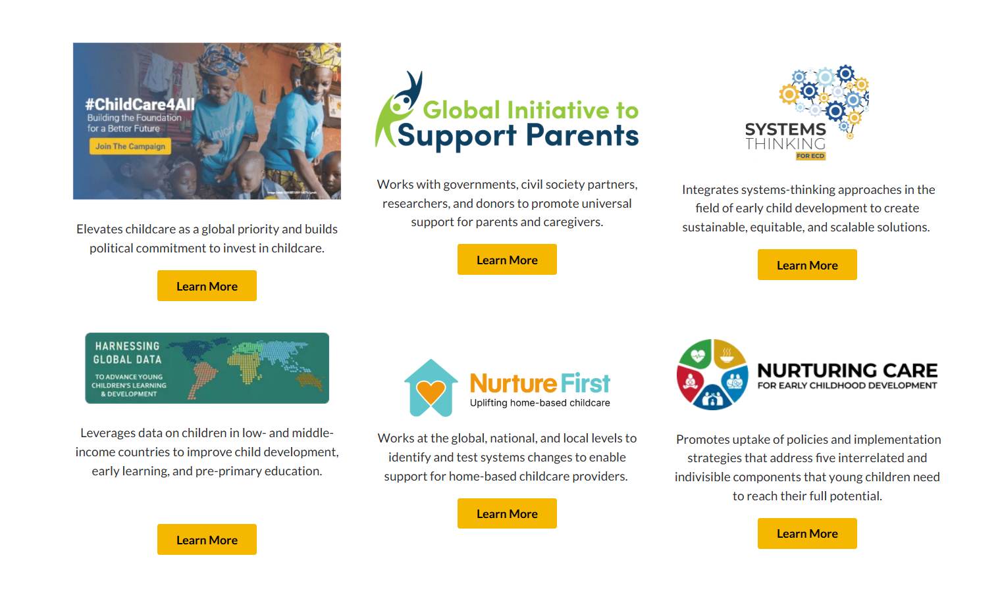 #ChildCare4All
Building the Foundation
for a Better Future
Join The Campaign
unicef
Elevates childcare as a global priority and builds
political commitment to invest in childcare.
Learn More
Global Initiative to
Support Parents
Works with governments, civil society partners,
researchers, and donors to promote universal
support for parents and caregivers.
Learn More
SYSTEMS
THINKING
FOR ECD
Integrates systems-thinking approaches in the
field of early child development to create
sustainable, equitable, and scalable solutions.
Learn More
HARNESSING
GLOBAL DATA
TO ADVANCE YOUNG
CHILDREN'S LEARNING
& DEVELOPMENT
Leverages data on children in low- and middle-
income countries to improve child development,
early learning, and pre-primary education.
Learn More
Nurture First
Uplifting home-based childcare
Works at the global, national, and local levels to
identify and test systems changes to enable
support for home-based childcare providers.
Learn More
NURTURING CARE
FOR EARLY CHILDHOOD DEVELOPMENT
Promotes uptake of policies and implementation
strategies that address five interrelated and
indivisible components that young children need
to reach their full potential.
Learn More